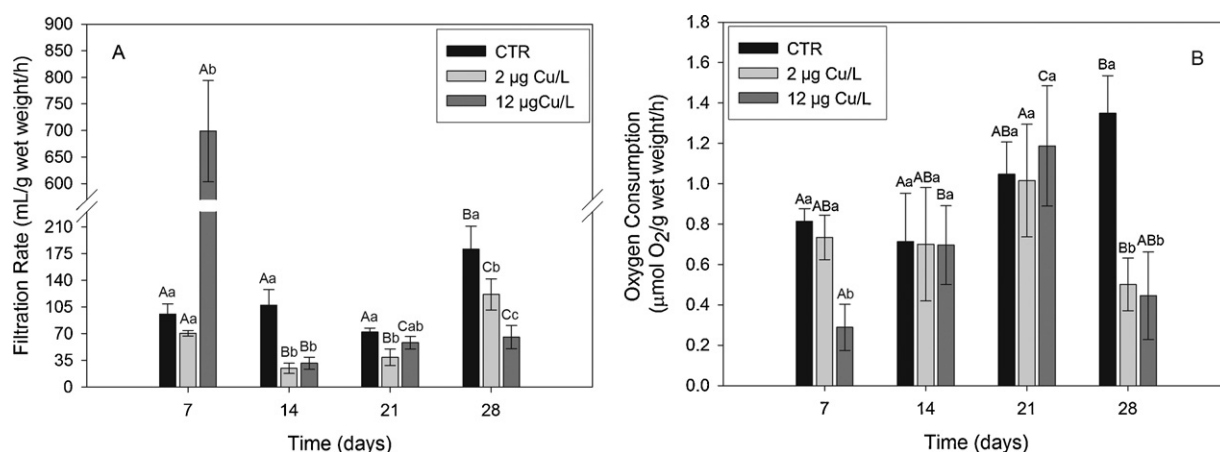 A
CTR
2 µg Cu/L
12 µgCu/L
Filtration Rate (mL/g wet weight/h)
900
800
700
600
210
175
140
105
70
35
0
Aa
Aa
Ab
Aa
Bb
Bb
Aa
Bb
Cab
Ba
Cb
Cc
7
14
21
28
Time (days)
B
CTR
2 µg Cu/L
12 µg Cu/L
Oxygen Consumption
(µmol O2/g wet weight/h)
1.8
1.6
1.4
1.2
1.0
0.8
0.6
0.4
0.2
0.0
Aa
ABa
Ab
Aa
ABa
Ba
ABa
Aa
Ca
Ba
Bb
ABb
7
14
21
28
Time (days)